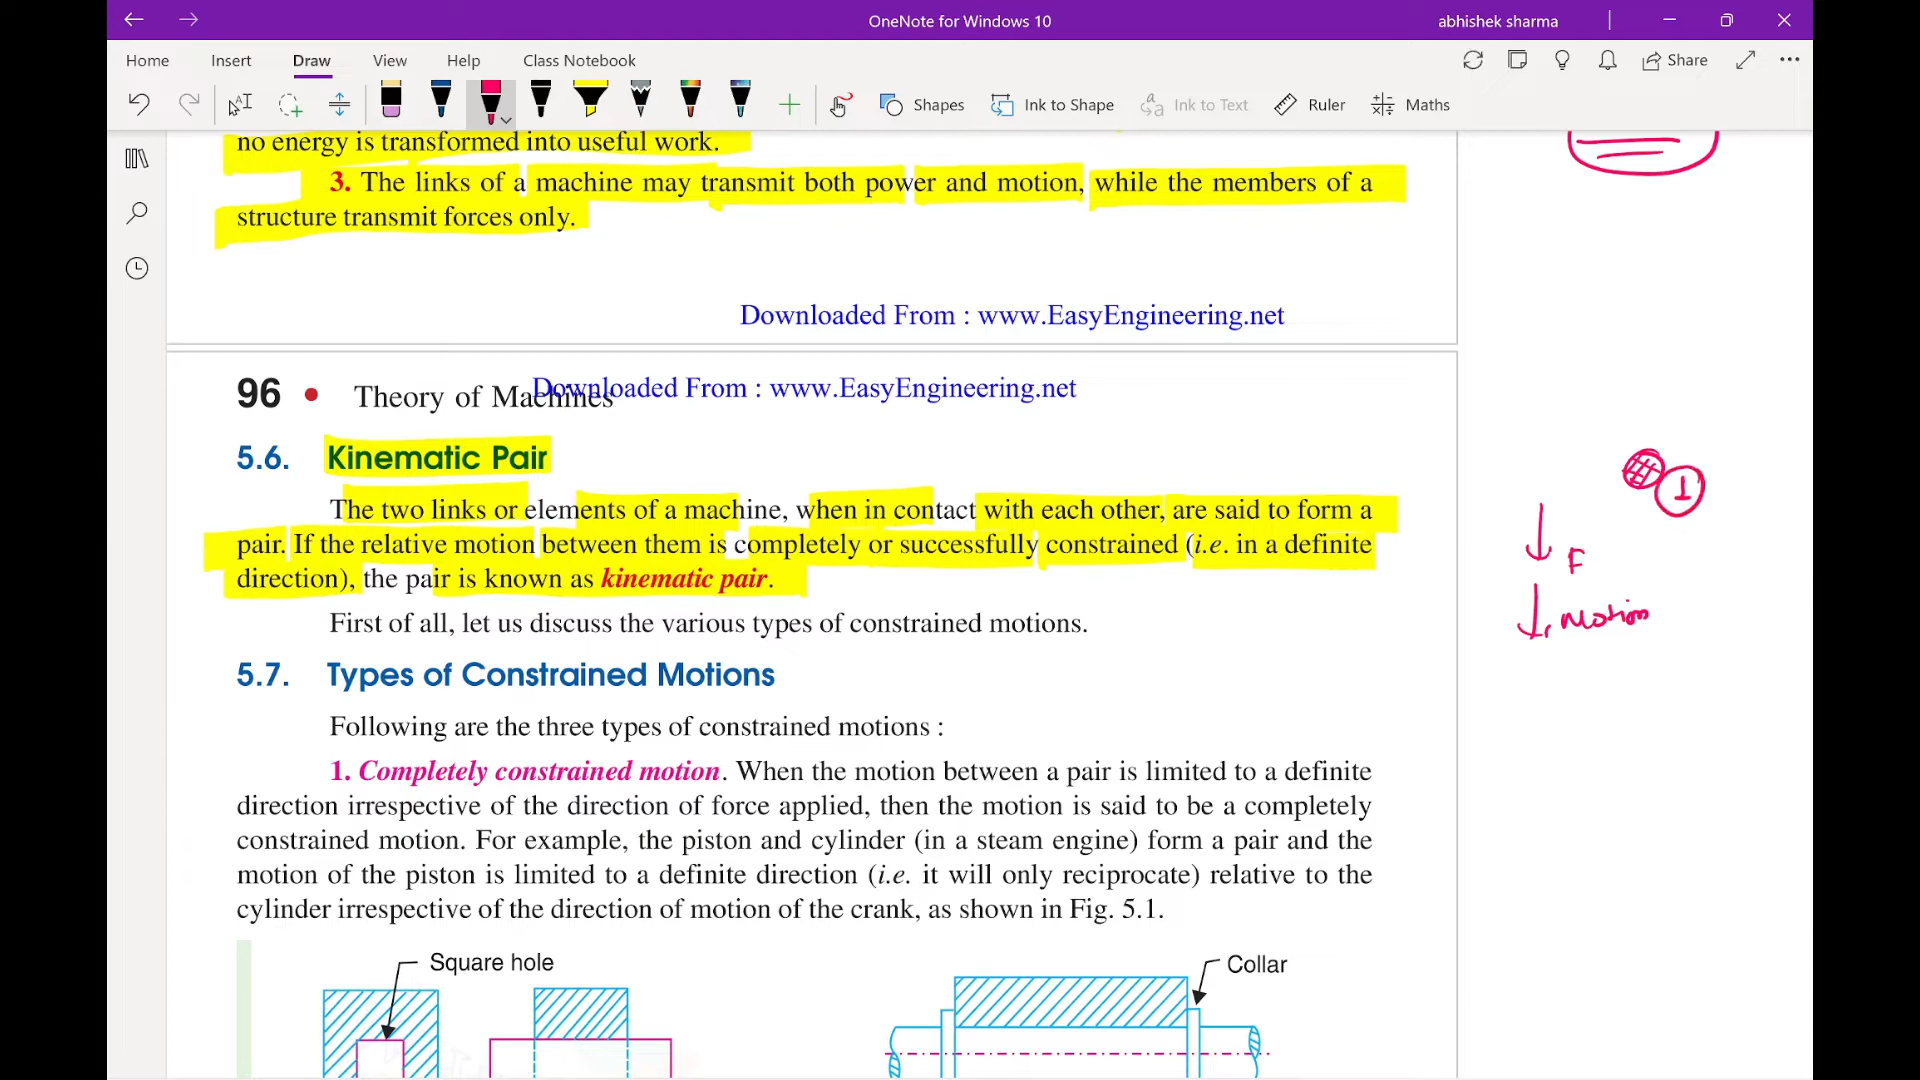 OneNote for Windows 10
abhishek sharma
Home Insert Draw View Help Class Notebook
Share
Shapes Ink to Shape Ink to Text Ruler Maths
no energy is transformed into useful work.
3. The links of a machine may transmit both power and motion, while the members of a
structure transmit forces only.
Downloaded From : www.EasyEngineering.net
96 • Theory of Machines
Downloaded From : www.EasyEngineering.net
5.6. Kinematic Pair
The two links or elements of a machine, when in contact with each other, are said to form a
pair. If the relative motion between them is completely or successfully constrained (i.e. in a definite
direction), the pair is known as kinematic pair.
1
F
Motion
First of all, let us discuss the various types of constrained motions.
5.7. Types of Constrained Motions
Following are the three types of constrained motions :
1. Completely constrained motion. When the motion between a pair is limited to a definite
direction irrespective of the direction of force applied, then the motion is said to be a completely
constrained motion. For example, the piston and cylinder (in a steam engine) form a pair and the
motion of the piston is limited to a definite direction (i.e. it will only reciprocate) relative to the
cylinder irrespective of the direction of motion of the crank, as shown in Fig. 5.1.
Square hole
Collar